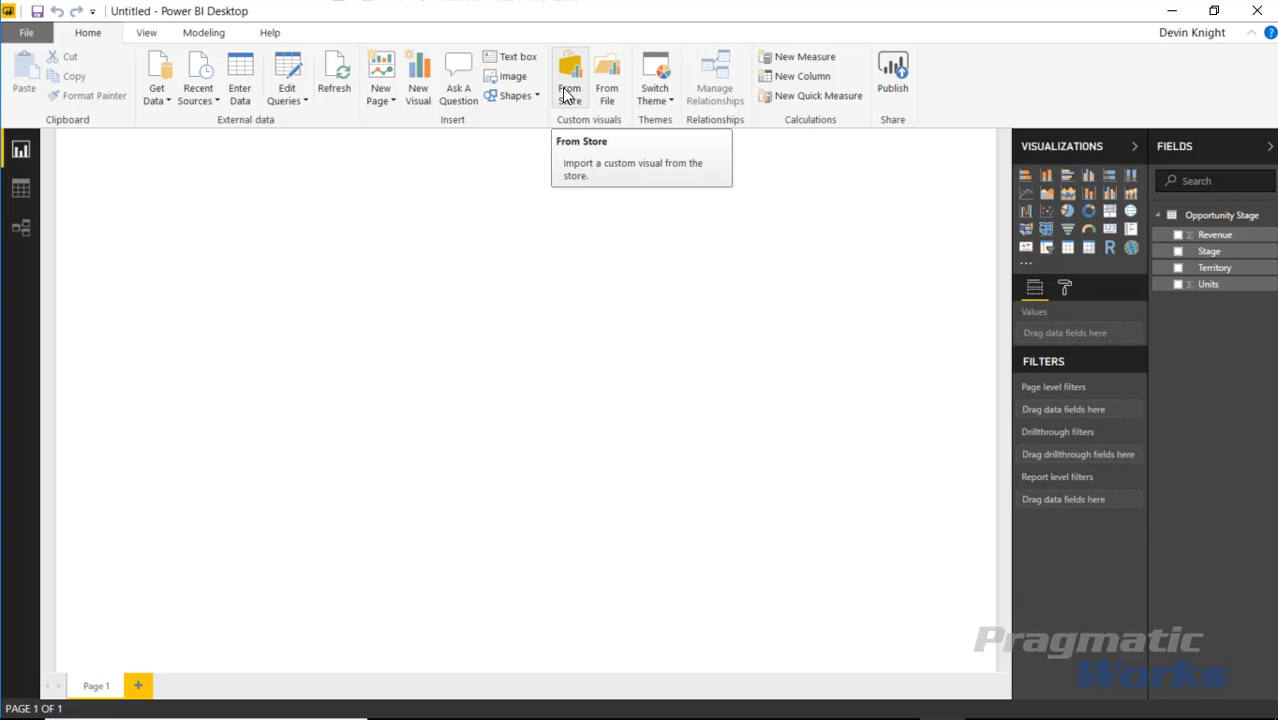 Untitled - Power BI Desktop
File
Home
View
Modeling
Help
Devin Knight
?
Paste
Cut
Copy
Format Painter
Clipboard
Get
Data
Recent
Sources
Enter
Data
Edit
Queries
Refresh
External data
New
Page
New
Visual
Ask A
Question
Text box
Image
Shapes
Insert
From
Store
From
File
Custom visuals
Switch
Theme
Themes
Manage
Relationships
Relationships
New Measure
New Column
New Quick Measure
Calculations
Publish
Share
From Store
Import a custom visual from the
store.
VISUALIZATIONS
R
...
Values
Drag data fields here
FILTERS
Page level filters
Drag data fields here
Drillthrough filters
Drag drillthrough fields here
Report level filters
Drag data fields here
FIELDS
Search
Opportunity Stage
Σ Revenue
Stage
Territory
Σ Units
Pragmatic
Works
Page 1
+
PAGE 1 OF 1